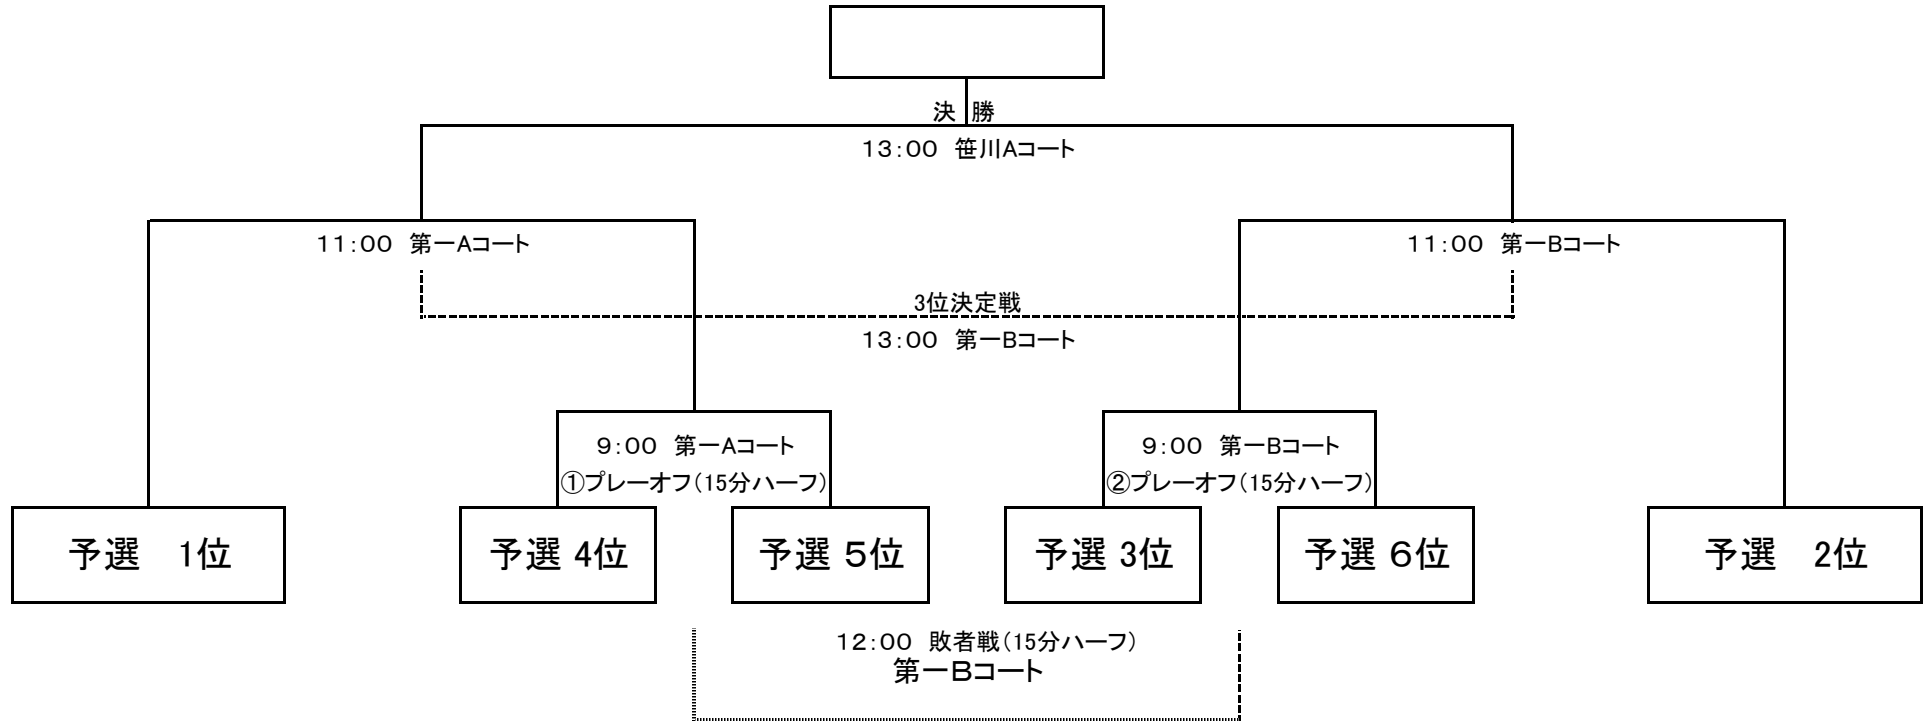 決 勝
13:00 笹川Aコート
11:00 第一Aコート
11:00 第一Bコート
3位決定戦
13:00 第一Bコート
9:00 第一Aコート
①プレーオフ(15分ハーフ)
9:00 第一Bコート
②プレーオフ(15分ハーフ)
予選 1位
予選 4位
予選 5位
予選 3位
予選 6位
予選 2位
12:00 敗者戦(15分ハーフ)
第一Bコート